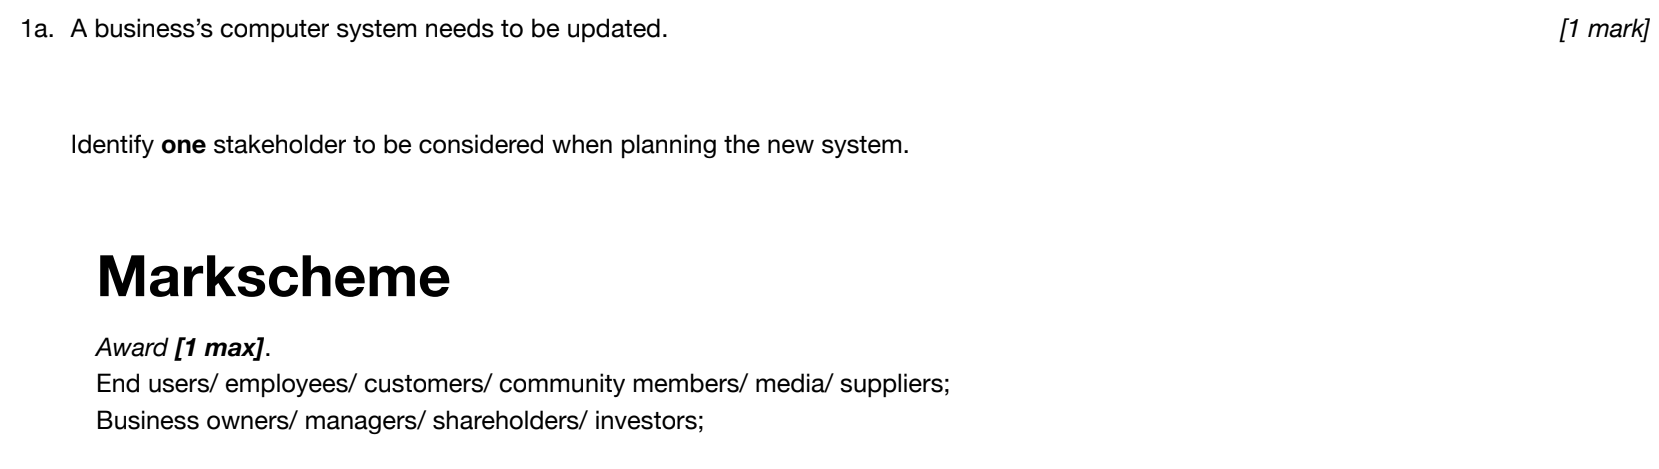 1a. A business's computer system needs to be updated. [1 mark]
Identify one stakeholder to be considered when planning the new system.
Markscheme
Award [1 max].
End users/ employees/ customers/ community members/ media/ suppliers;
Business owners/ managers/ shareholders/ investors;